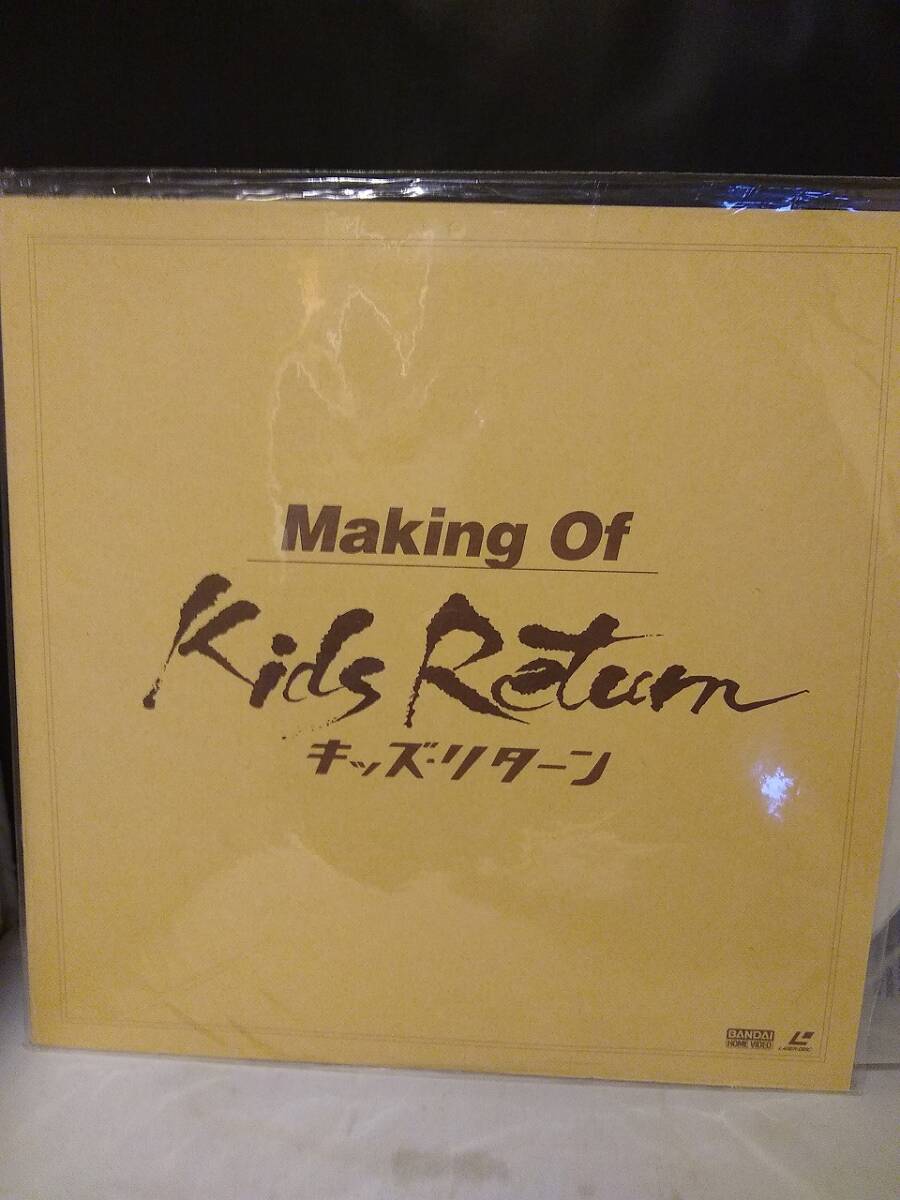 Making Of
Kids Return
キッズ・リターン
BANDAI
HOME VIDEO
LASER DISC